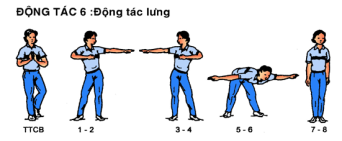 ĐỘNG TÁC 6 :Động tác lưng
TTCB 1 - 2 3 - 4 5 - 6 7 - 8